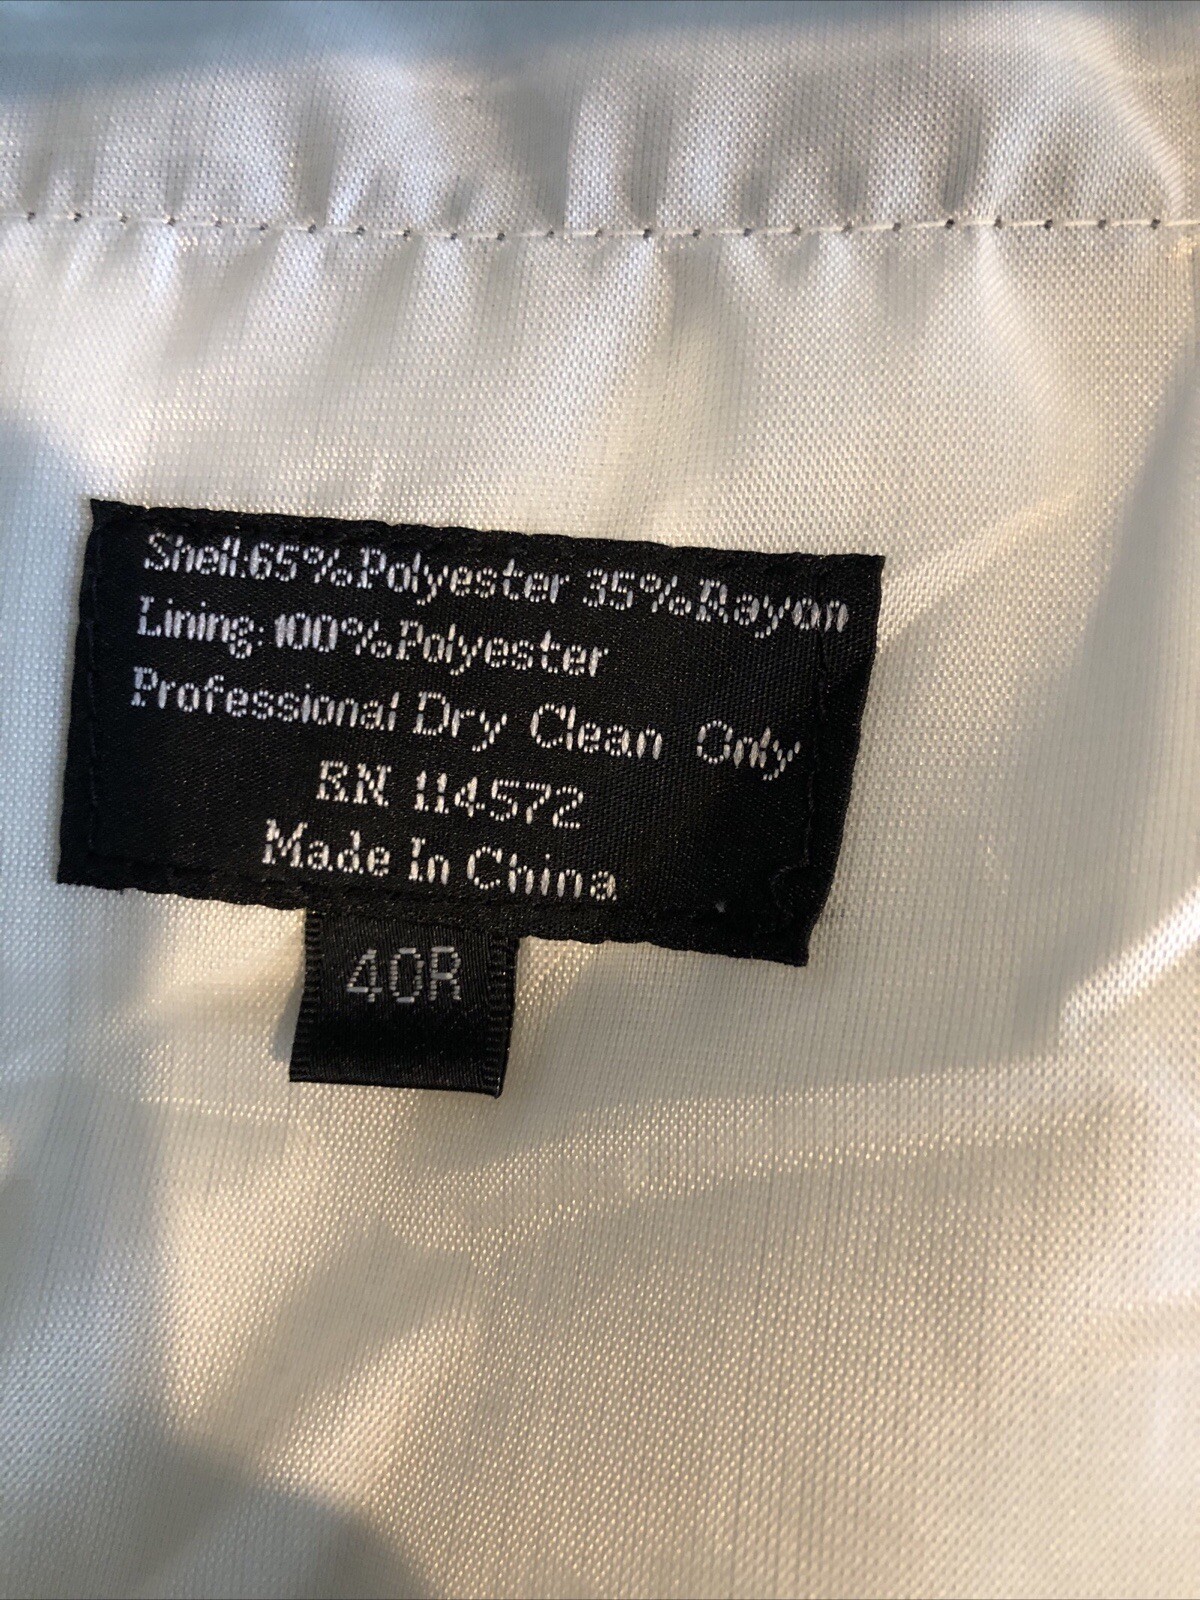 Shell:65%Polyester 35%Rayon
Lining:100%Polyester
Professional Dry Clean Only
RN 114572
Made In China
40R